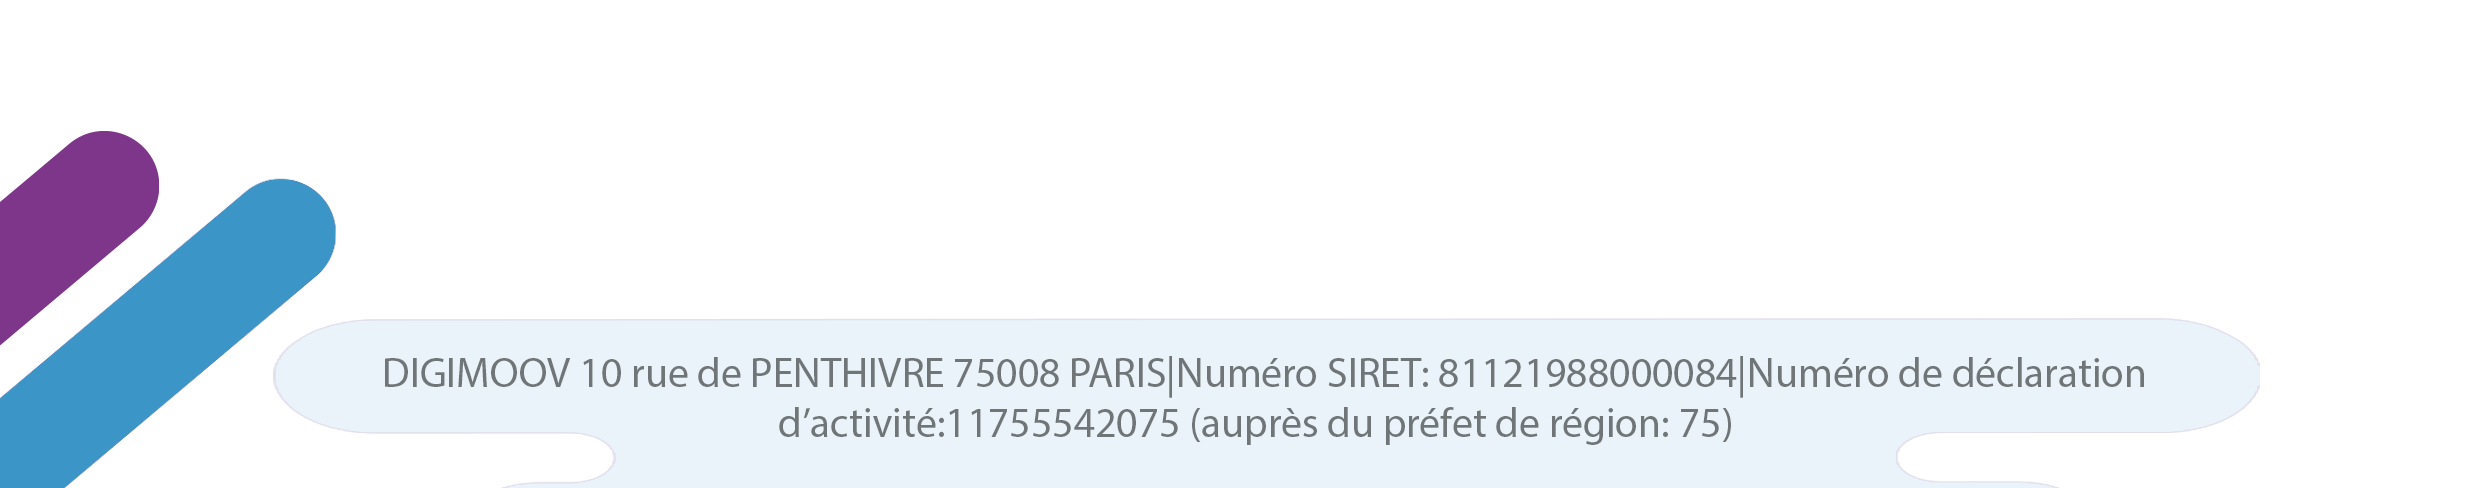 DIGIMOOV 10 rue de PENTHIVRE 75008 PARIS|Numéro SIRET: 81121988000084|Numéro de déclaration
d’activité:11755542075 (auprès du préfet de région: 75)